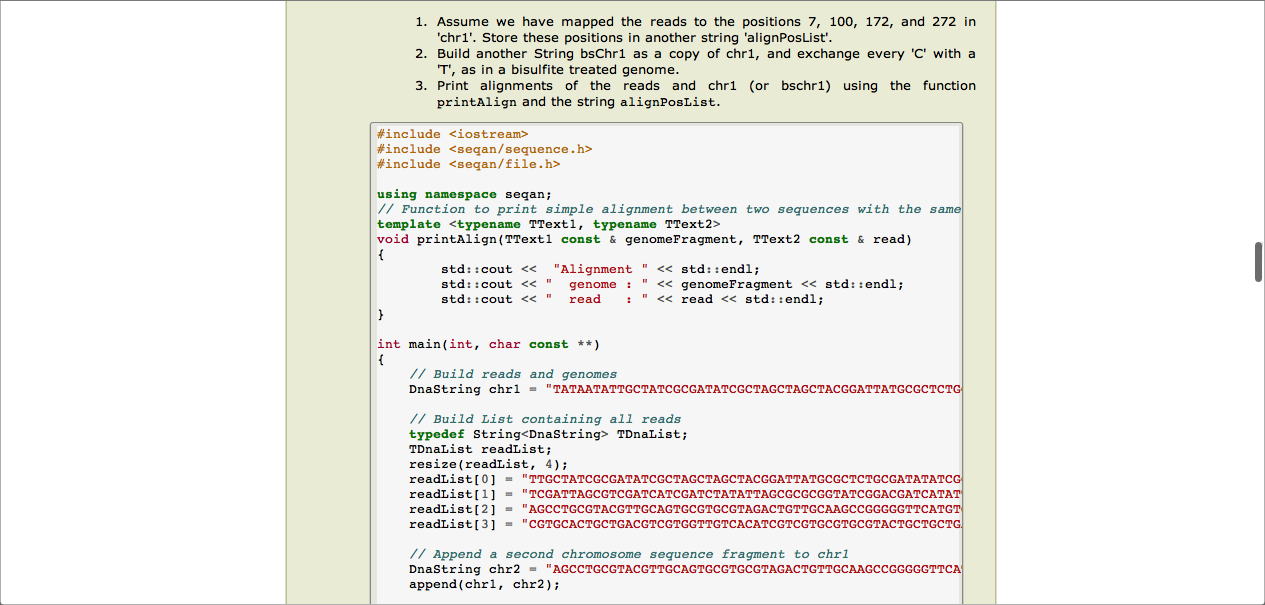 1. Assume we have mapped the reads to the positions 7, 100, 172, and 272 in
'chr1'. Store these positions in another string 'alignPosList'.
2. Build another String bsChr1 as a copy of chr1, and exchange every 'C' with a
'T', as in a bisulfite treated genome.
3. Print alignments of the reads and chr1 (or bschr1) using the function
printAlign and the string alignPosList.
#include <iostream>
#include <seqan/sequence.h>
#include <seqan/file.h>
using namespace seqan;
// Function to print simple alignment between two sequences with the same
template <typename TText1, typename TText2>
void printAlign(TText1 const & genomeFragment, TText2 const & read)
{
std::cout <<  "Alignment " << std::endl;
std::cout << "  genome : " << genomeFragment << std::endl;
std::cout << "  read   : " << read << std::endl;
}
int main(int, char const **)
{
// Build reads and genomes
DnaString chr1 = "TATAATATTGCTATCGCGATATCGCTAGCTAGCTACGGATTATGCGCTCTG
// Build List containing all reads
typedef String<DnaString> TDnaList;
TDnaList readList;
resize(readList, 4);
readList[0] = "TTGCTATCGCGATATCGCTAGCTAGCTACGGATTATGCGCTCTGCGATATATCG
readList[1] = "TCGATTAGCGTCGATCATCGATCTATATTAGCGCGCGGTATCGGACGATCATAT
readList[2] = "AGCCTGCGTACGTTGCAGTGCGTGCGTAGACTGTTGCAAGCCGGGGGTTCATGT
readList[3] = "CGTGCACTGCTGACGTCGTGGTTGTCACATCGTCGTGCGTGCGTACTGCTGCTG
// Append a second chromosome sequence fragment to chr1
DnaString chr2 = "AGCCTGCGTACGTTGCAGTGCGTGCGTAGACTGTTGCAAGCCGGGGGTTCA
append(chr1, chr2);